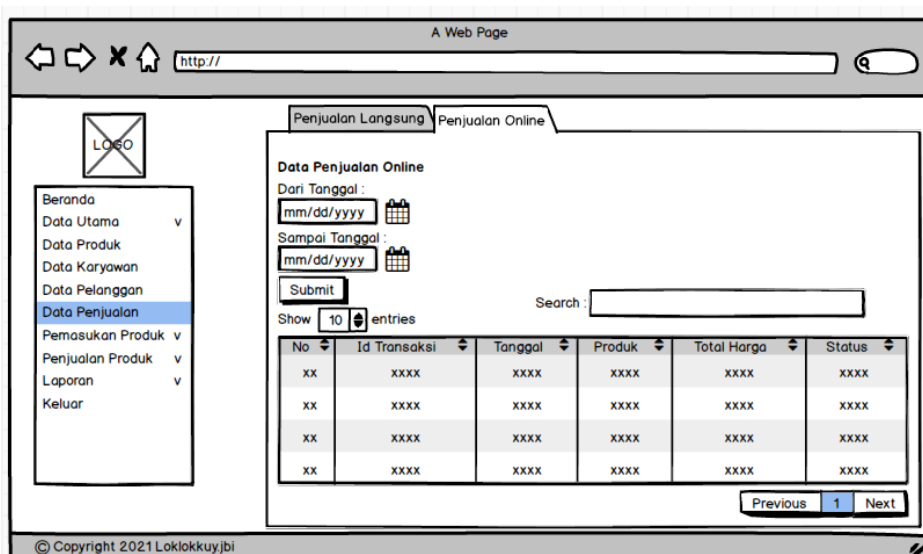 A Web Page
http://
LOGO
Beranda
Data Utama v
Data Produk
Data Karyawan
Data Pelanggan
Data Penjualan
Pemasukan Produk v
Penjualan Produk v
Laporan v
Keluar
Penjualan Langsung Penjualan Online
Data Penjualan Online
Dari Tanggal :
mm/dd/yyyy
Sampai Tanggal :
mm/dd/yyyy
Submit
Search :
Show 10 entries
No Id Transaksi Tanggal Produk Total Harga Status
xx xxxx xxxx xxxx xxxx xxxx
xx xxxx xxxx xxxx xxxx xxxx
xx xxxx xxxx xxxx xxxx xxxx
xx xxxx xxxx xxxx xxxx xxxx
Previous 1 Next
© Copyright 2021 Loklokkuy.jbi